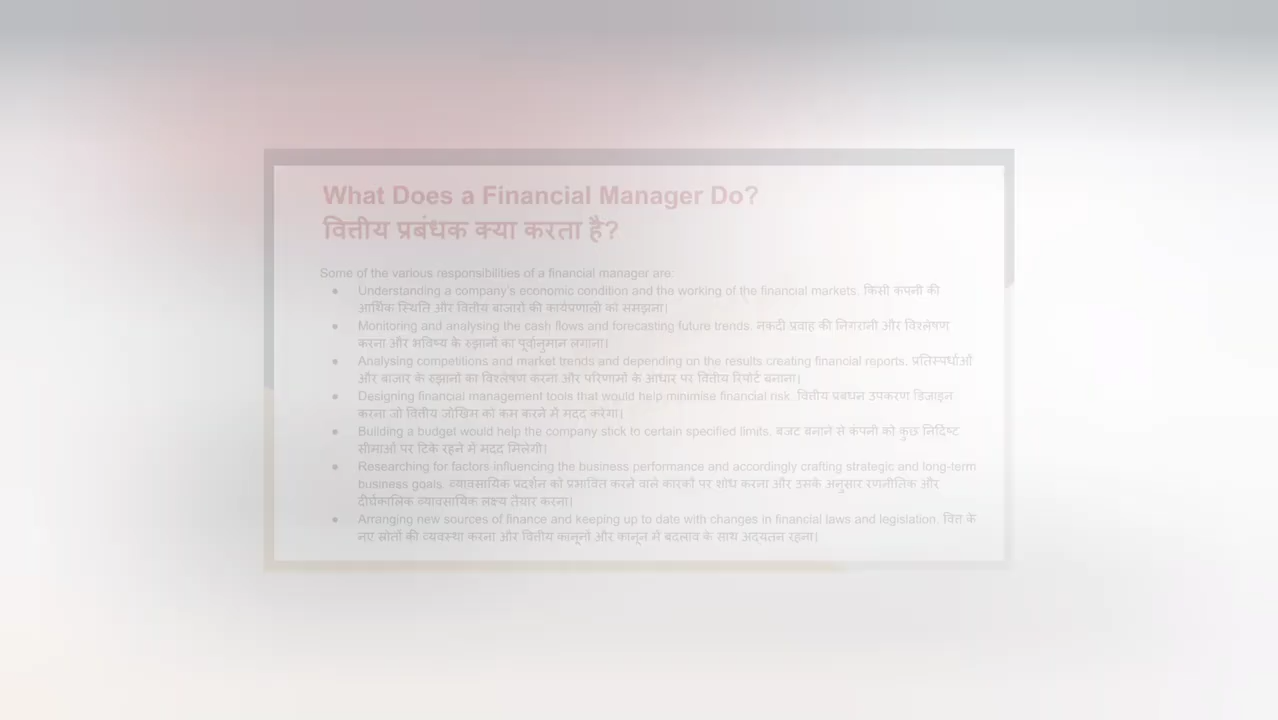 What Does a Financial Manager Do?
वित्तीय प्रबंधक क्या करता है?
Some of the various responsibilities of a financial manager are:
● Understanding a company's economic condition and the working of the financial markets. किसी कंपनी की
आर्थिक स्थिति और वित्तीय बाजारों की कार्यप्रणाली को समझना।
● Monitoring and analysing the cash flows and forecasting future trends. नकदी प्रवाह की निगरानी और विश्लेषण
करना और भविष्य के रुझानों का पूर्वानुमान लगाना।
● Analysing competitions and market trends and depending on the results creating financial reports. प्रतिस्पर्धाओं
और बाजार के रुझानों का विश्लेषण करना और परिणामों के आधार पर वित्तीय रिपोर्ट बनाना।
● Designing financial management tools that would help minimise financial risk. वित्तीय प्रबंधन उपकरण डिजाइन
करना जो वित्तीय जोखिम को कम करने में मदद करेगा।
● Building a budget would help the company stick to certain specified limits. बजट बनाने से कंपनी को कुछ निर्दिष्ट
सीमाओं पर टिके रहने में मदद मिलेगी।
● Researching for factors influencing the business performance and accordingly crafting strategic and long-term
business goals. व्यावसायिक प्रदर्शन को प्रभावित करने वाले कारकों पर शोध करना और उसके अनुसार रणनीतिक और
दीर्घकालिक व्यावसायिक लक्ष्य तैयार करना।
● Arranging new sources of finance and keeping up to date with changes in financial laws and legislation. वित्त के
नए स्रोतों की व्यवस्था करना और वित्तीय कानूनों और कानून में बदलाव के साथ अद्यतन रहना।